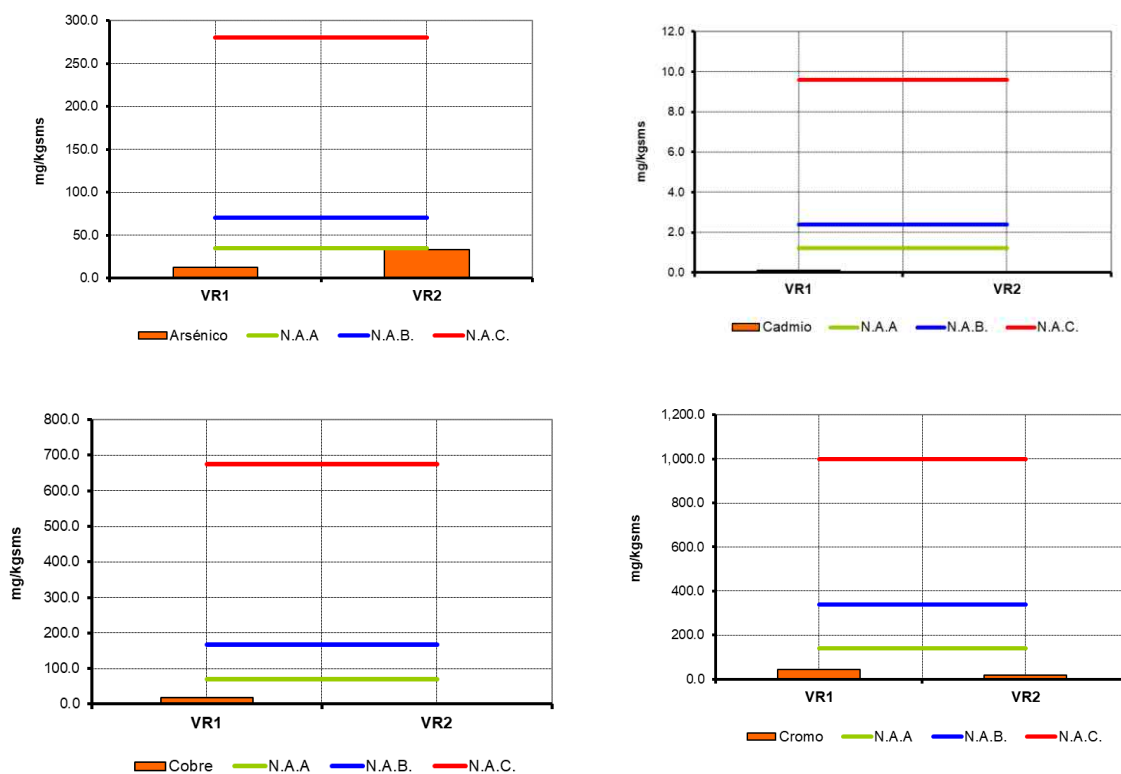 300.0
250.0
200.0
150.0
100.0
50.0
0.0
mg/kgsms
VR1 VR2
Arsénico N.A.A N.A.B. N.A.C.
12.0
10.0
8.0
6.0
4.0
2.0
0.0
mg/kgsms
VR1 VR2
Cadmio N.A.A N.A.B. N.A.C.
800.0
700.0
600.0
500.0
400.0
300.0
200.0
100.0
0.0
mg/kgsms
VR1 VR2
Cobre N.A.A N.A.B. N.A.C.
1,200.0
1,000.0
800.0
600.0
400.0
200.0
0.0
mg/kgsms
VR1 VR2
Cromo N.A.A N.A.B. N.A.C.